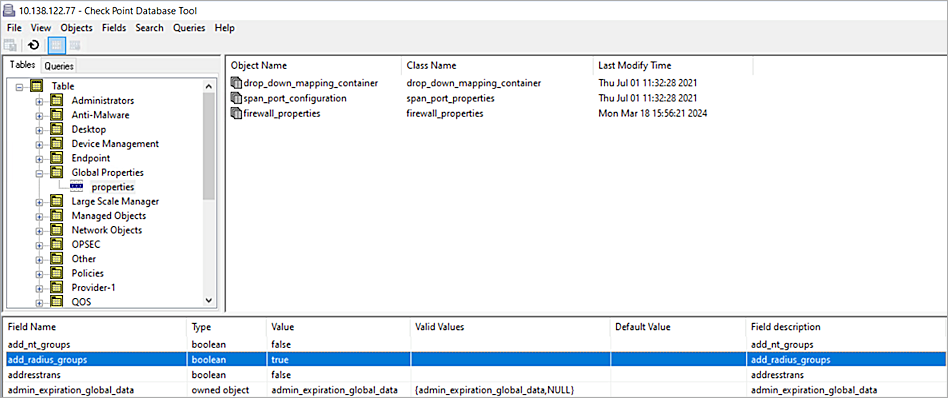 10.138.122.77 - Check Point Database Tool
File View Objects Fields Search Queries Help
Tables Queries
Table
Administrators
Anti-Malware
Desktop
Device Management
Endpoint
Global Properties
properties
Large Scale Manager
Managed Objects
Network Objects
OPSEC
Other
Policies
Provider-1
QOS
Object Name Class Name Last Modify Time
drop_down_mapping_container drop_down_mapping_container Thu Jul 01 11:32:28 2021
span_port_configuration span_port_properties Thu Jul 01 11:32:28 2021
firewall_properties firewall_properties Mon Mar 18 15:56:21 2024
Field Name Type Value Valid Values Default Value Field description
add_nt_groups boolean false add_nt_groups
add_radius_groups boolean true add_radius_groups
addresstrans boolean false addresstrans
admin_expiration_global_data owned object admin_expiration_global_data {admin_expiration_global_data,NULL} admin_expiration_global_data